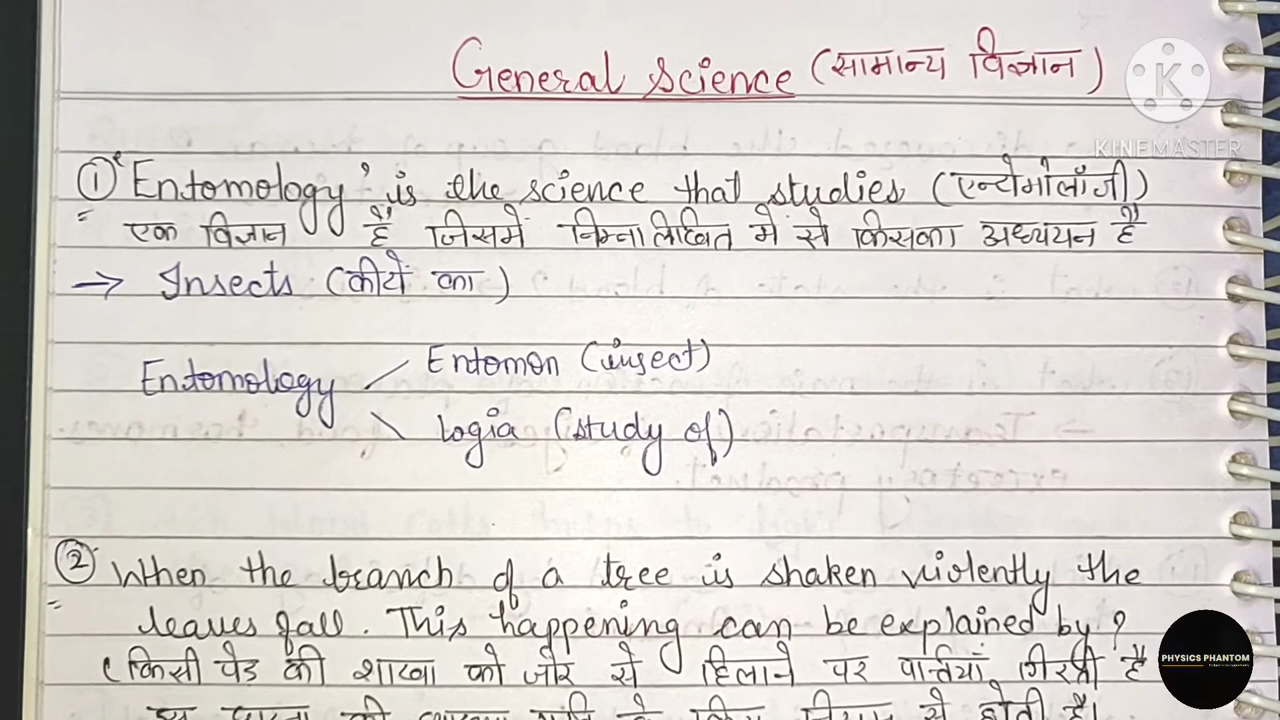 General Science (सामान्य विज्ञान)
K
KINEMASTER
① 'Entomology' is the science that studies (एन्टोमोलॉजी)
एक विज्ञान है जिसमें निम्नलिखित में से किसका अध्ययन है
→ Insects (कीटों का)
Entomology
Entomon (insect)
logia (study of)
② When the branch of a tree is shaken violently the
leaves fall. This happening can be explained by?
(किसी पेड़ की शाखा को जोर से हिलाने पर पत्तियां गिरती है
PHYSICS PHANTOM